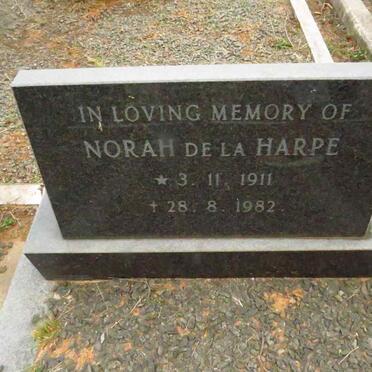 IN LOVING MEMORY OF
NORAH DE LA HARPE
★ 3. 11. 1911
✝ 28. 8. 1982.